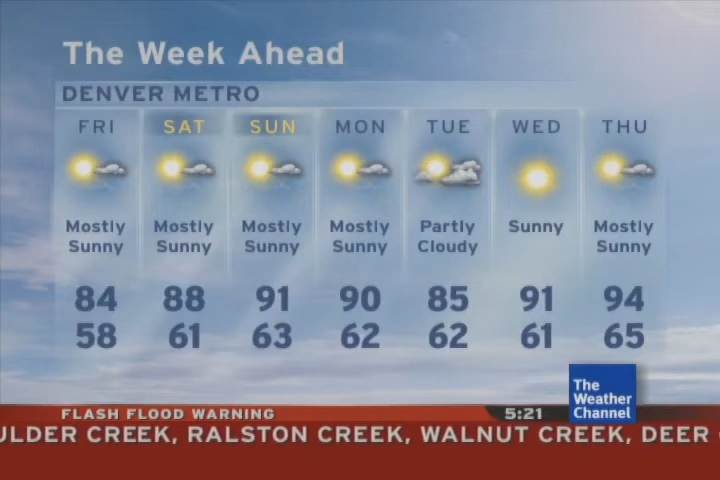 The Week Ahead
DENVER METRO
FRI SAT SUN MON TUE WED THU
Mostly Mostly Mostly Mostly Partly Sunny Mostly
Sunny Sunny Sunny Sunny Cloudy Sunny
84 88 91 90 85 91 94
58 61 63 62 62 61 65
The
Weather
Channel
FLASH FLOOD WARNING 5:21
ULDER CREEK, RALSTON CREEK, WALNUT CREEK, DEER